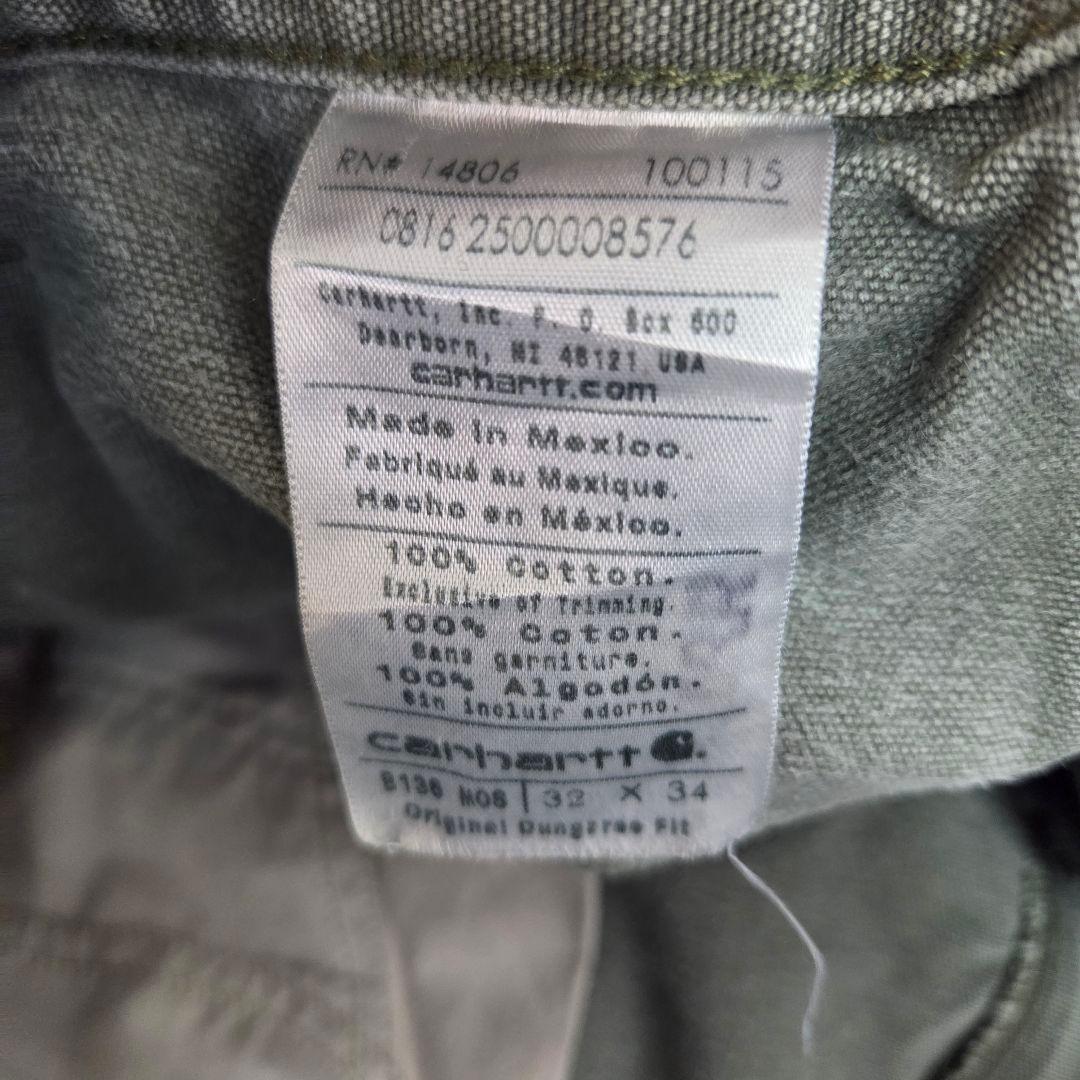 RN# 14806 100115
0816 2500008576
Carhartt, Inc. P. O. Box 600
Dearborn, MI 48121 USA
carhartt.com
Made in Mexico.
Fabriqué au Mexique.
Hecho en México.
100% Cotton.
Exclusive of Trimming.
100% Coton.
Sans garniture.
100% Algodón.
Sin incluir adorno.
carhartt
B136 MOS | 32 X 34
Original Dungaree Fit